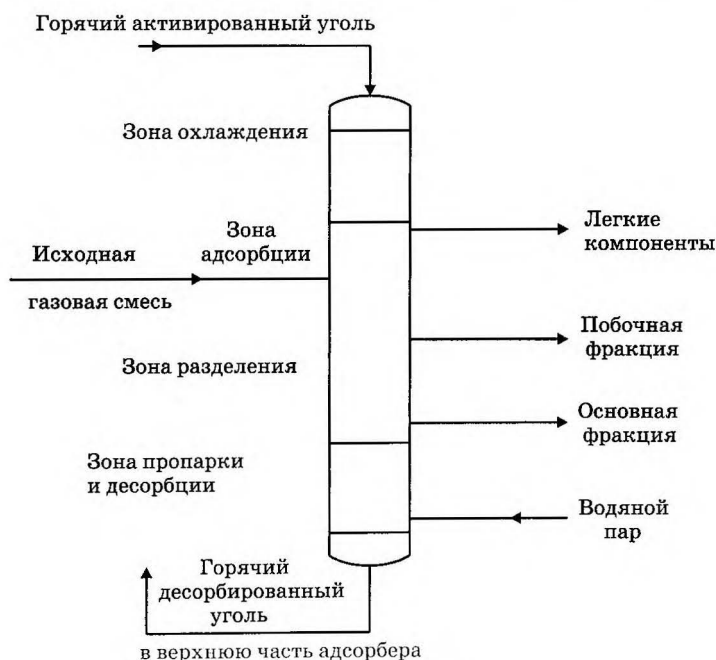 Горячий активированный уголь
Зона охлаждения
Зона
адсорбции
Исходная
газовая смесь
Легкие
компоненты
Побочная
фракция
Зона разделения
Основная
фракция
Зона пропарки
и десорбции
Водяной
пар
Горячий
десорбированный
уголь
в верхнюю часть адсорбера